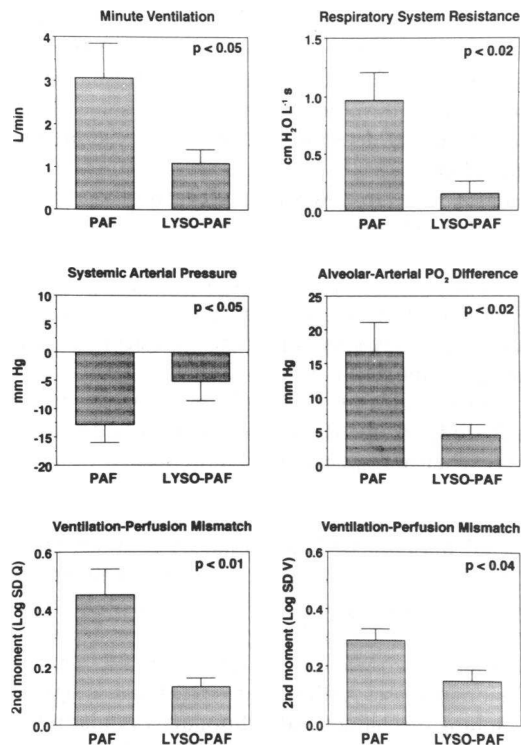 Minute Ventilation
p < 0.05
L/min
4
3
2
1
0
PAF LYSO-PAF
Respiratory System Resistance
p < 0.02
cm H₂O L⁻¹ s
1.5
1.0
0.5
0.0
PAF LYSO-PAF
Systemic Arterial Pressure
p < 0.05
mm Hg
10
5
0
-5
-10
-15
-20
PAF LYSO-PAF
Alveolar-Arterial PO₂ Difference
p < 0.02
mm Hg
25
20
15
10
5
0
PAF LYSO-PAF
Ventilation-Perfusion Mismatch
p < 0.01
2nd moment (Log SD Q)
0.6
0.4
0.2
0.0
PAF LYSO-PAF
Ventilation-Perfusion Mismatch
p < 0.04
2nd moment (Log SD V)
0.6
0.4
0.2
0.0
PAF LYSO-PAF